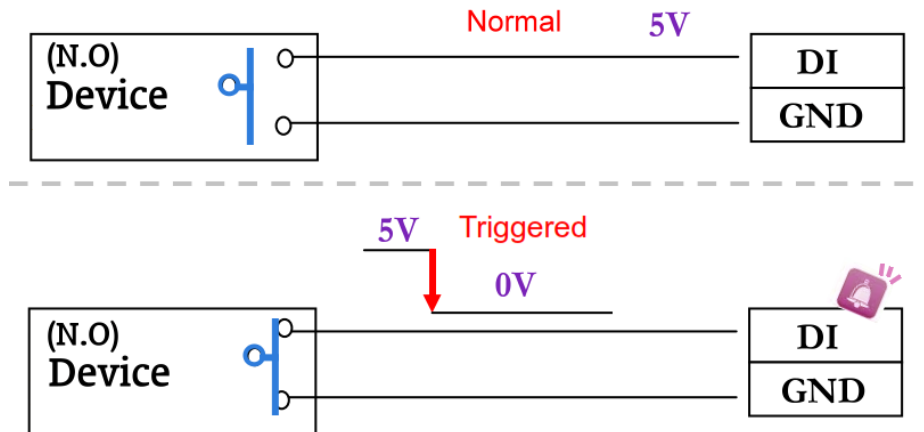 Normal 5V
(N.O)
Device
DI
GND
5V Triggered
0V
(N.O)
Device
DI
GND